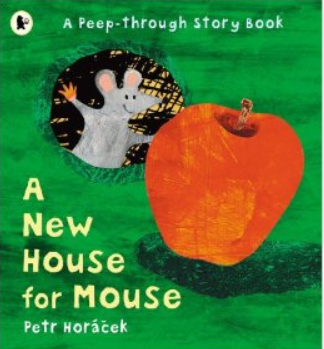 A Peep-through Story Book
A
New
House
for Mouse
Petr Horáček